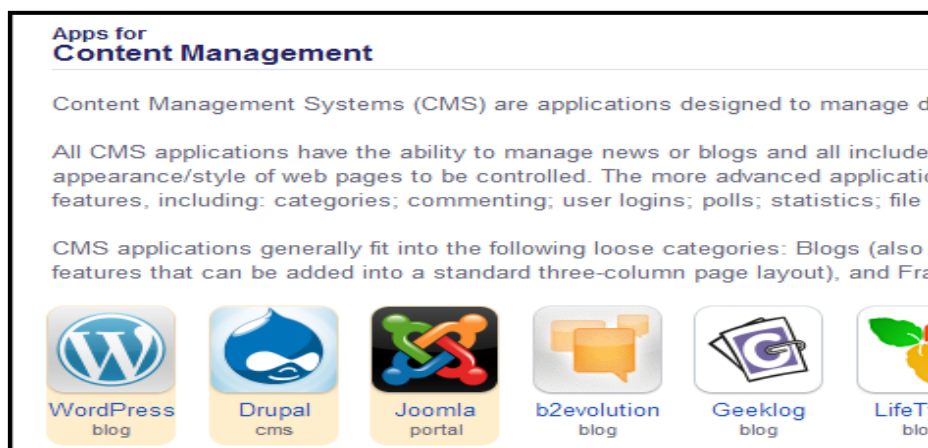 Apps for
Content Management
Content Management Systems (CMS) are applications designed to manage
All CMS applications have the ability to manage news or blogs and all include
appearance/style of web pages to be controlled. The more advanced
features, including: categories; commenting; user logins; polls; statistics; file
CMS applications generally fit into the following loose categories: Blogs (also
features that can be added into a standard three-column page layout), and
WordPress Drupal Joomla b2evolution Geeklog
blog cms portal blog blog